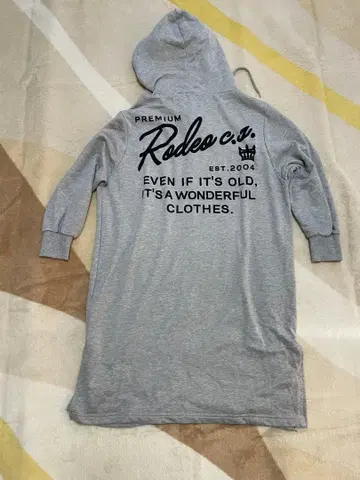 PREMIUM
Rodeo c.s.
EST.2004
EVEN IF IT'S OLD,
IT'S A WONDERFUL
CLOTHES.